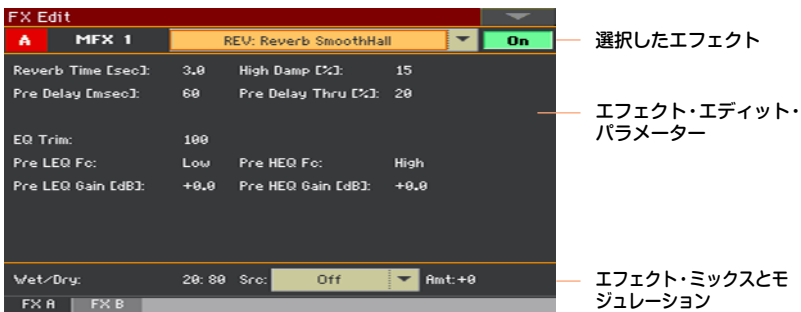 FX Edit
A MFX 1 REV: Reverb SmoothHall On
選択したエフェクト
Reverb Time [sec]: 3.0 High Damp [%]: 15
Pre Delay [msec]: 60 Pre Delay Thru [%]: 20
エフェクト・エディット・
パラメーター
EQ Trim: 100
Pre LEQ Fc: Low Pre HEQ Fc: High
Pre LEQ Gain [dB]: +0.0 Pre HEQ Gain [dB]: +0.0
Wet/Dry: 20: 80 Src: Off Amt:+0
エフェクト・ミックスとモ
ジュレーション
FX A FX B